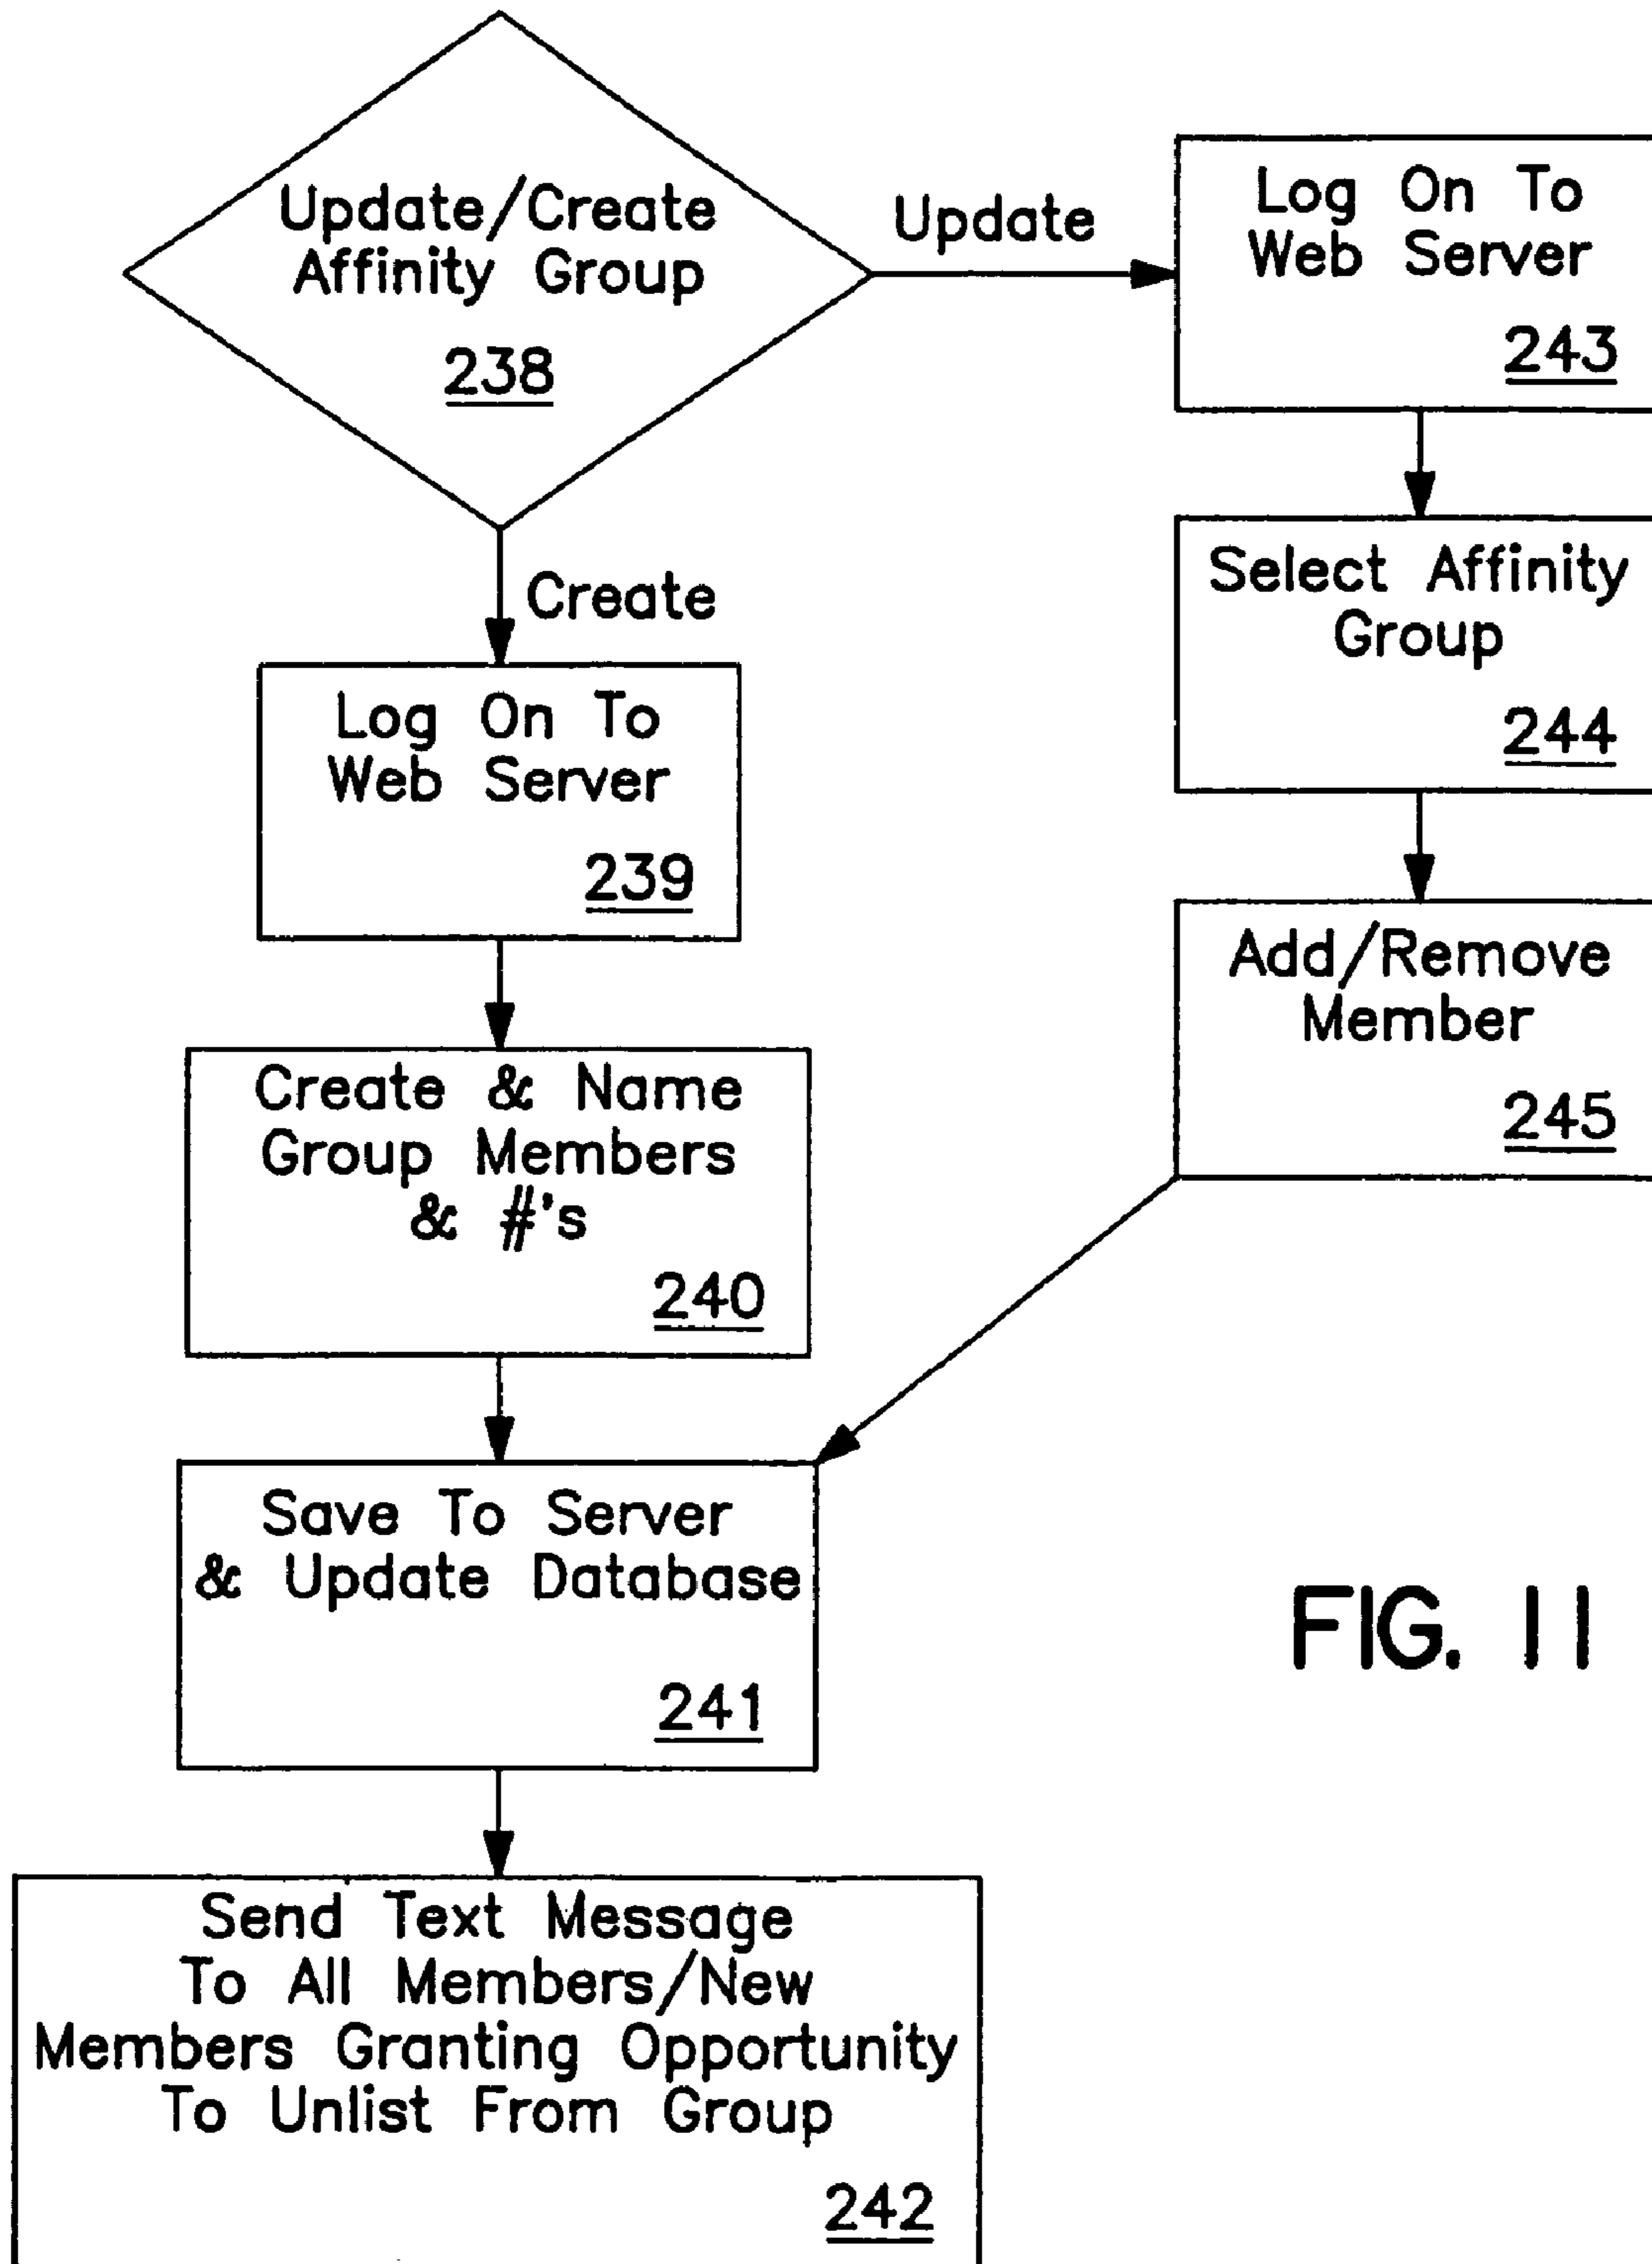 Update/Create
Affinity Group
238
Update
Log On To
Web Server
243
Create
Select Affinity
Group
244
Log On To
Web Server
239
Add/Remove
Member
245
Create & Name
Group Members
& #'s
240
Save To Server
& Update Database
241
FIG. 11
Send Text Message
To All Members/New
Members Granting Opportunity
To Unlist From Group
242